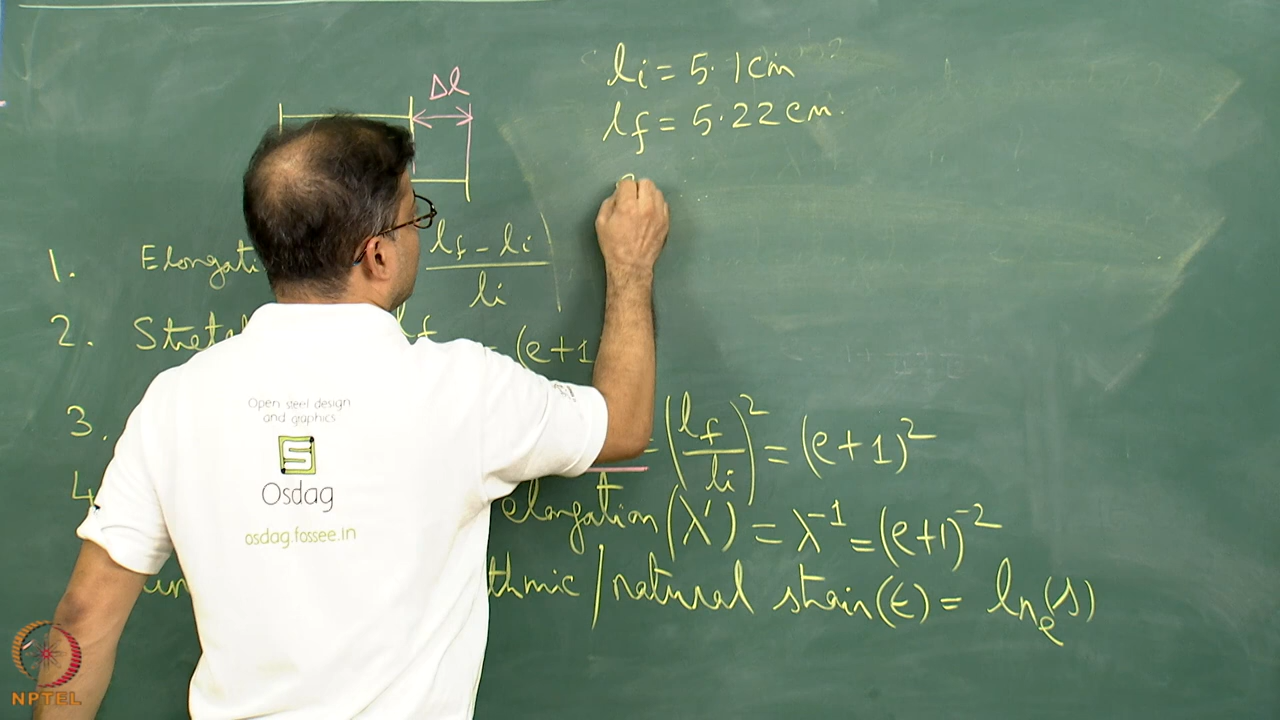 Δl
li = 5.1cm
lf = 5.22cm.
1. Elongati lf - li / li
2. Stret lf = (e+1
3. = (lf / li)² = (e+1)²
4 elongation (λ') = λ⁻¹ = (e+1)⁻²
thmic / natural strain (ε) = lnₑ(s)
Open steel design
and graphics
Osdag
osdag.fossee.in
NPTEL